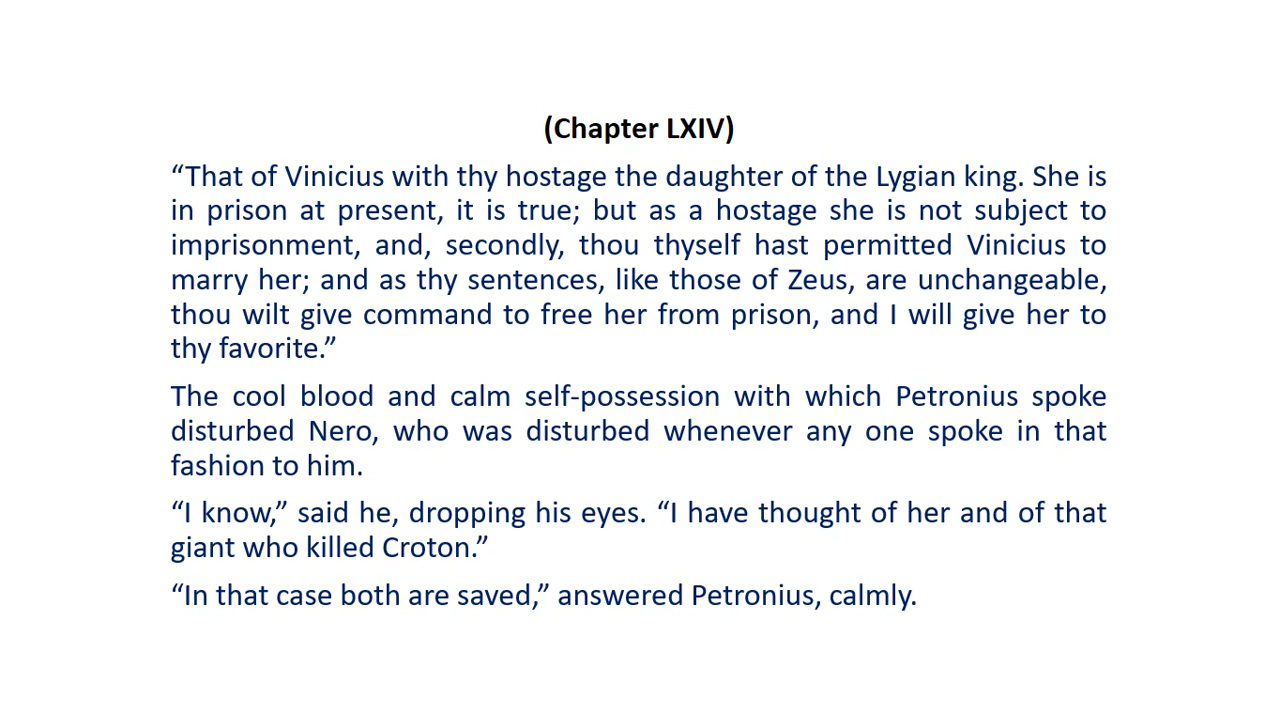 (Chapter LXIV)
“That of Vinicius with thy hostage the daughter of the Lygian king. She is
in prison at present, it is true; but as a hostage she is not subject to
imprisonment, and, secondly, thou thyself hast permitted Vinicius to
marry her; and as thy sentences, like those of Zeus, are unchangeable,
thou wilt give command to free her from prison, and I will give her to
thy favorite.”
The cool blood and calm self-possession with which Petronius spoke
disturbed Nero, who was disturbed whenever any one spoke in that
fashion to him.
“I know,” said he, dropping his eyes. “I have thought of her and of that
giant who killed Croton.”
“In that case both are saved,” answered Petronius, calmly.